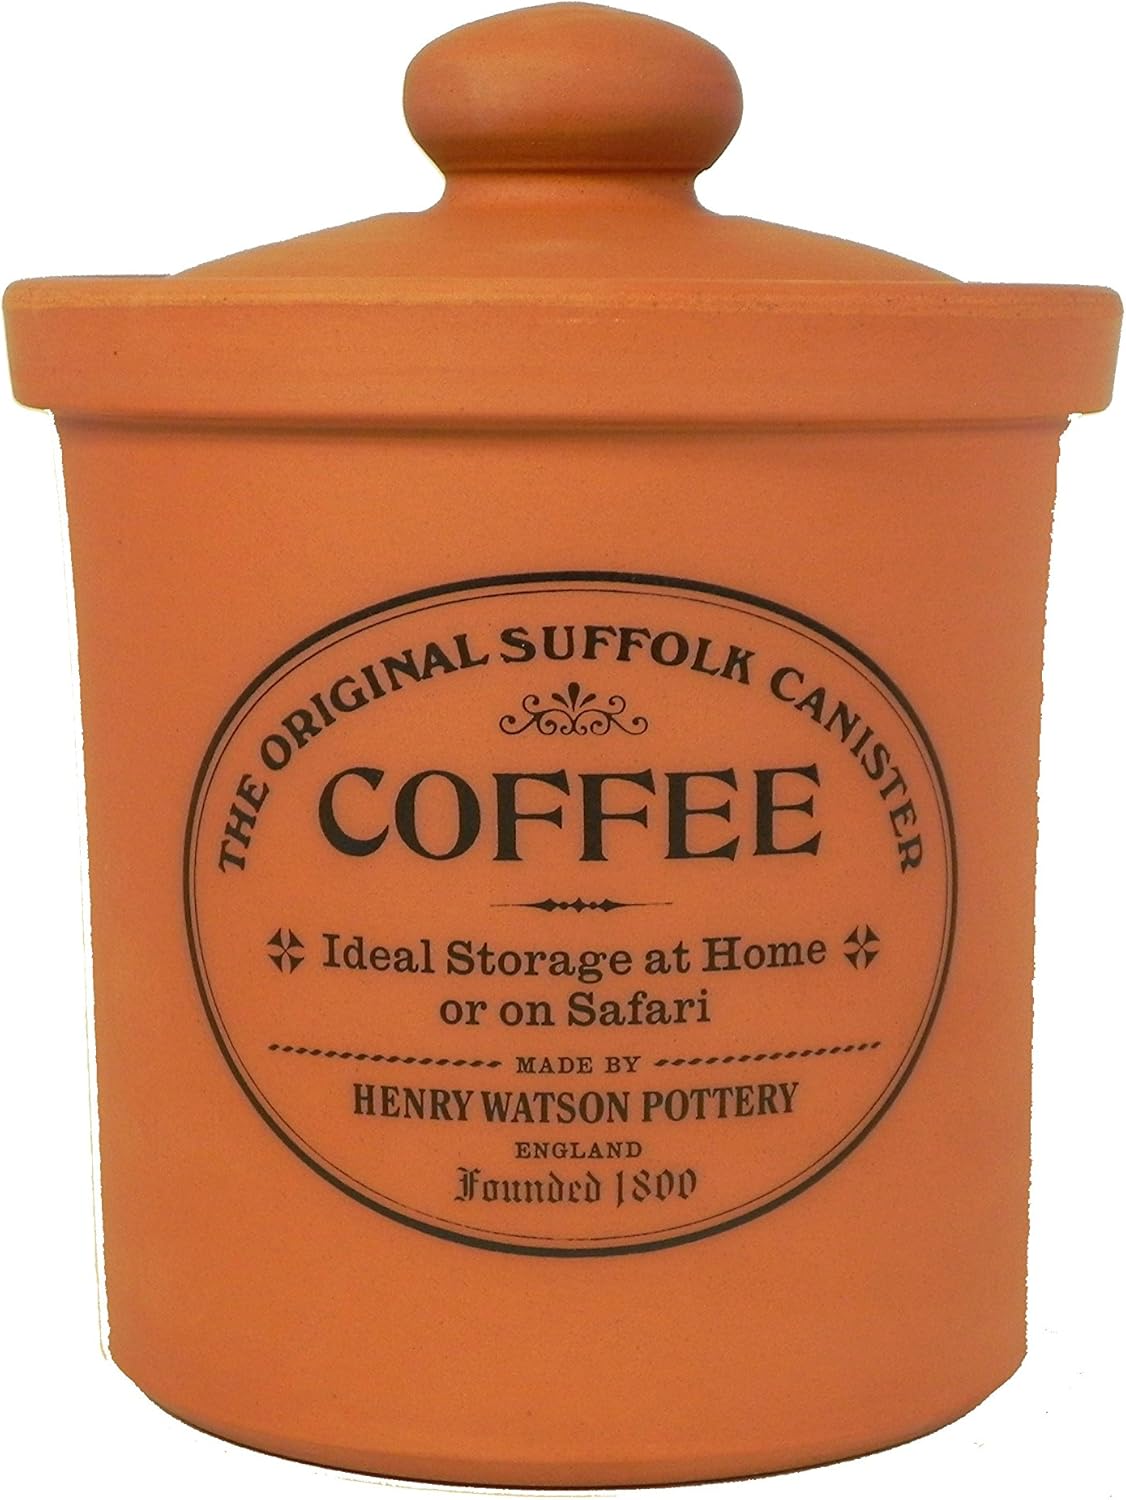 THE ORIGINAL SUFFOLK CANISTER
COFFEE
Ideal Storage at Home
or on Safari
MADE BY
HENRY WATSON POTTERY
ENGLAND
Founded 1800